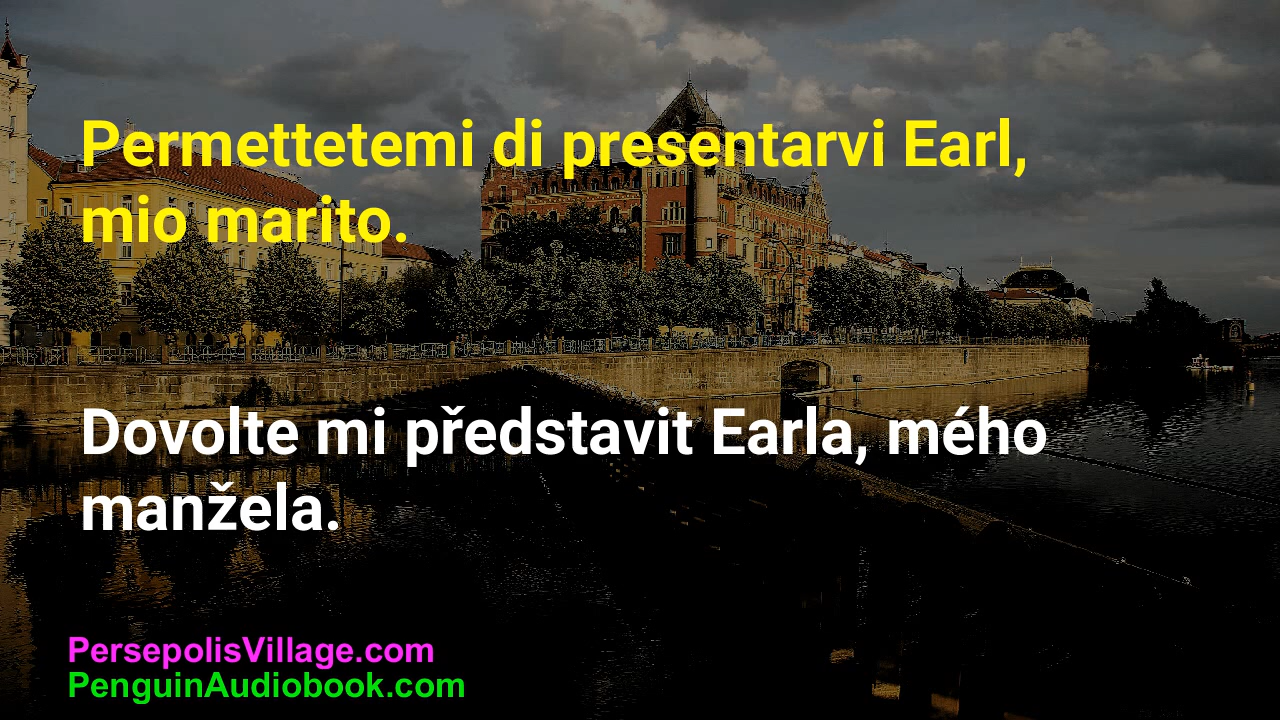 Permettetemi di presentarvi Earl,
mio marito.
Dovolte mi představit Earla, mého
manžela.
PersepolisVillage.com
PenguinAudiobook.com